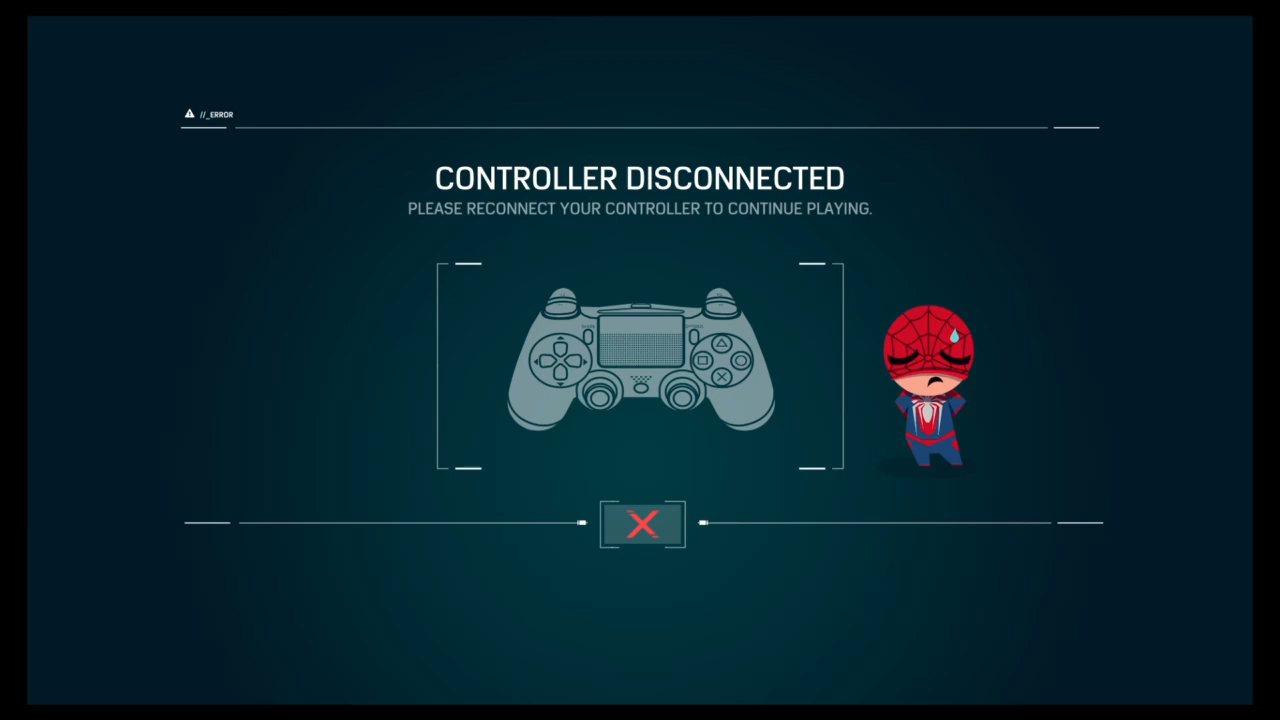 //_ERROR
CONTROLLER DISCONNECTED
PLEASE RECONNECT YOUR CONTROLLER TO CONTINUE PLAYING.